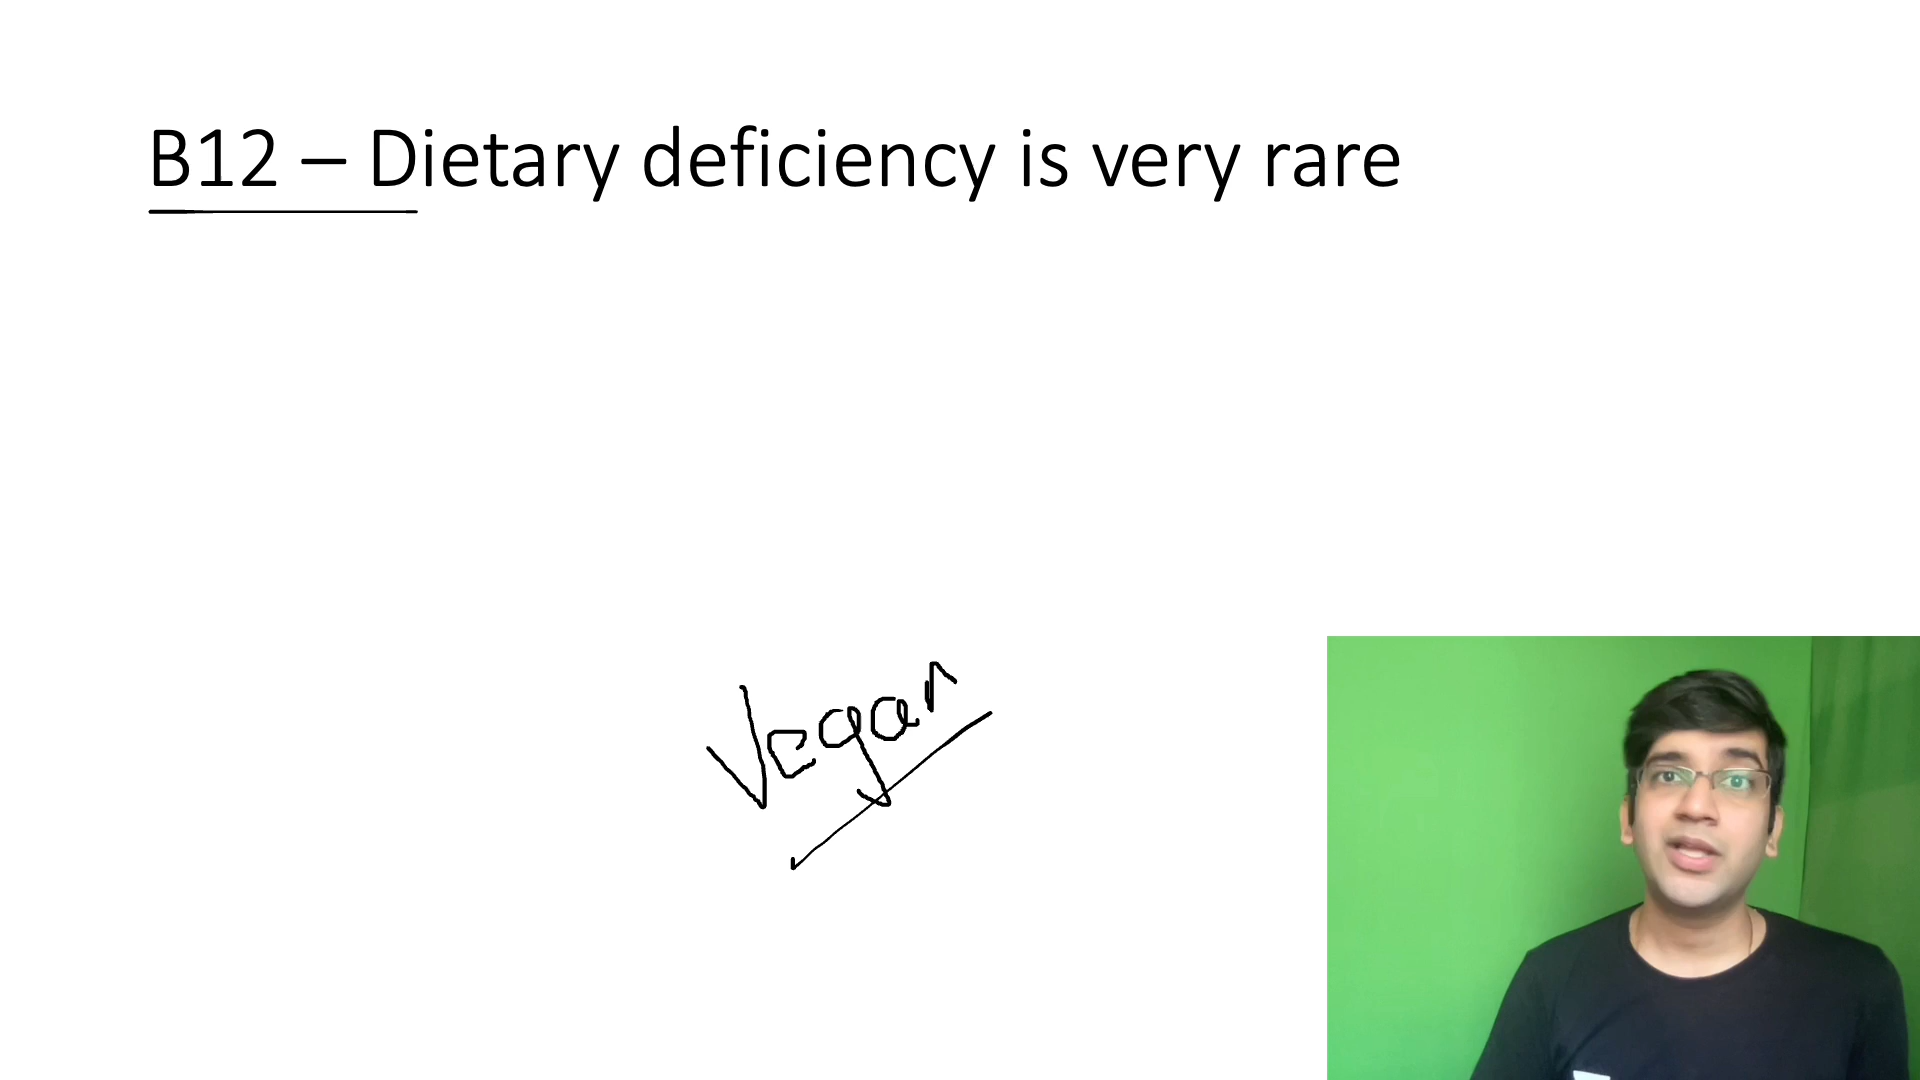 B12 – Dietary deficiency is very rare
Vegan